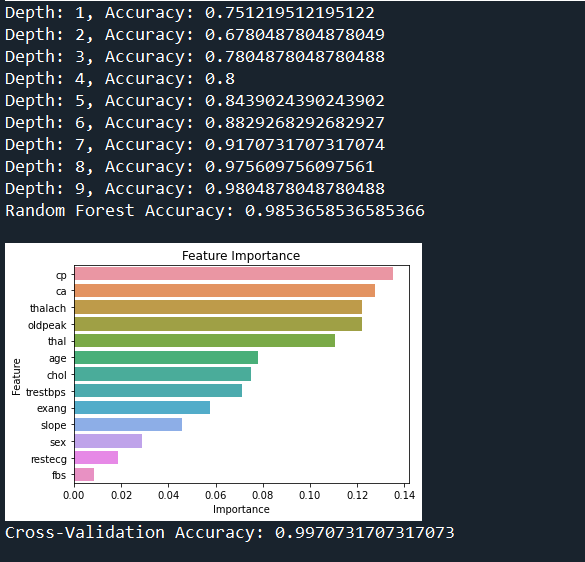 Depth: 1, Accuracy: 0.751219512195122
Depth: 2, Accuracy: 0.6780487804878049
Depth: 3, Accuracy: 0.7804878048780488
Depth: 4, Accuracy: 0.8
Depth: 5, Accuracy: 0.8439024390243902
Depth: 6, Accuracy: 0.8829268292682927
Depth: 7, Accuracy: 0.9170731707317074
Depth: 8, Accuracy: 0.975609756097561
Depth: 9, Accuracy: 0.9804878048780488
Random Forest Accuracy: 0.9853658536585366
Feature Importance
Feature
cp
ca
thalach
oldpeak
thal
age
chol
trestbps
exang
slope
sex
restecg
fbs
0.00 0.02 0.04 0.06 0.08 0.10 0.12 0.14
Importance
Cross-Validation Accuracy: 0.9970731707317073